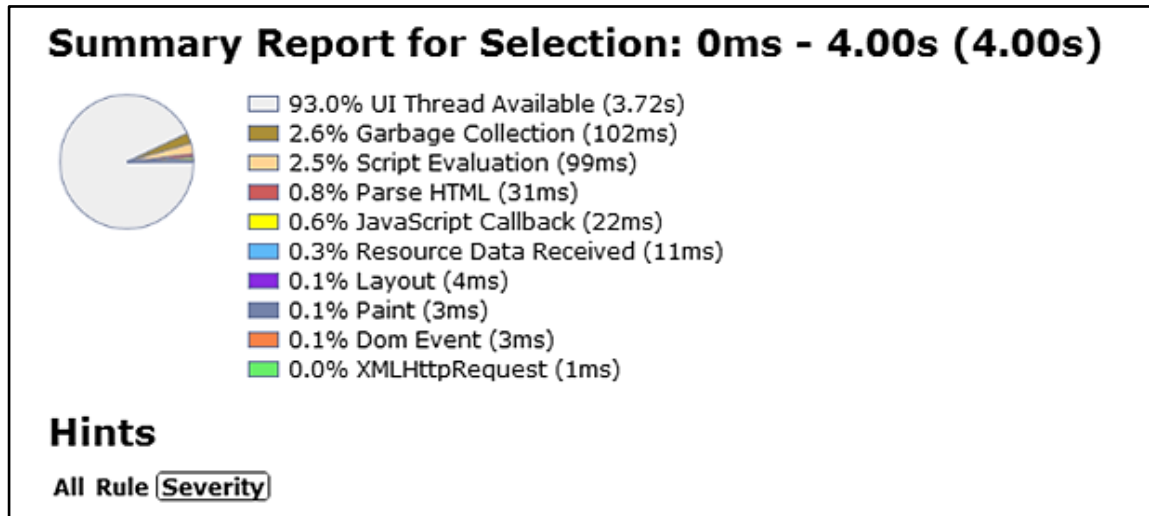 Summary Report for Selection: 0ms - 4.00s (4.00s)
93.0% UI Thread Available (3.72s)
2.6% Garbage Collection (102ms)
2.5% Script Evaluation (99ms)
0.8% Parse HTML (31ms)
0.6% JavaScript Callback (22ms)
0.3% Resource Data Received (11ms)
0.1% Layout (4ms)
0.1% Paint (3ms)
0.1% Dom Event (3ms)
0.0% XMLHttpRequest (1ms)
Hints
All Rule Severity